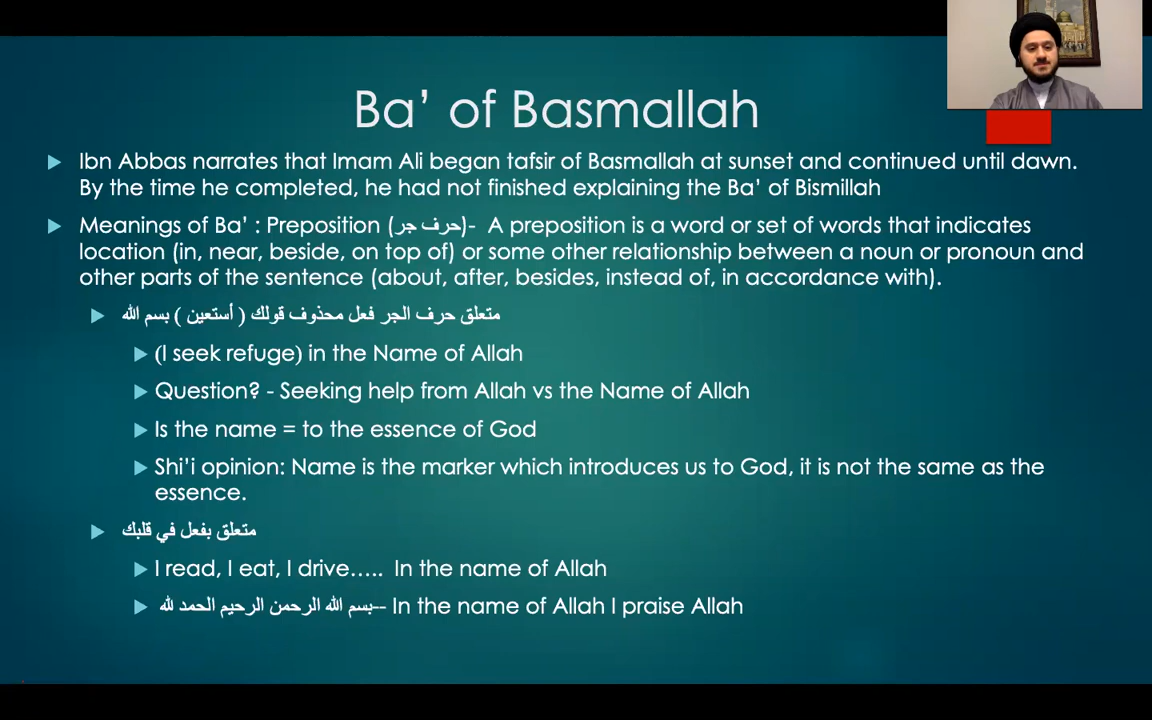 Ba’ of Basmallah
Ibn Abbas narrates that Imam Ali began tafsir of Basmallah at sunset and continued until dawn.
By the time he completed, he had not finished explaining the Ba’ of Bismillah
Meanings of Ba’ : Preposition (حرف جر)- A preposition is a word or set of words that indicates
location (in, near, beside, on top of) or some other relationship between a noun or pronoun and
other parts of the sentence (about, after, besides, instead of, in accordance with).
متعلق حرف الجر فعل محذوف قولك ( أستعين ) بسم الله
(I seek refuge) in the Name of Allah
Question? - Seeking help from Allah vs the Name of Allah
Is the name = to the essence of God
Shi’i opinion: Name is the marker which introduces us to God, it is not the same as the
essence.
متعلق بفعل في قلبك
I read, I eat, I drive….. In the name of Allah
بسم الله الرحمن الرحيم الحمد لله-- In the name of Allah I praise Allah